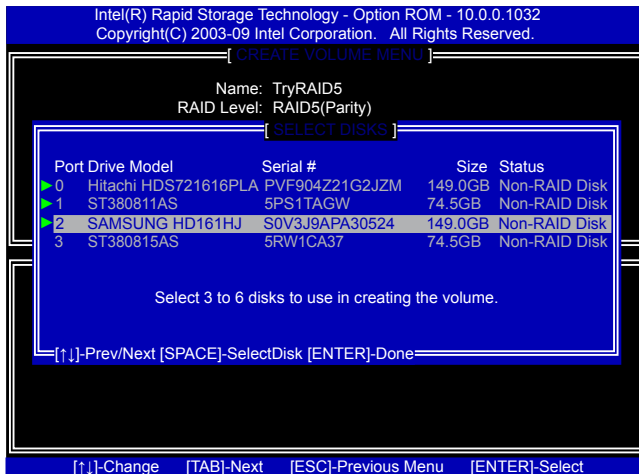 Intel(R) Rapid Storage Technology - Option ROM - 10.0.0.1032
Copyright(C) 2003-09 Intel Corporation. All Rights Reserved.
[ CREATE VOLUME MENU ]
Name: TryRAID5
RAID Level: RAID5(Parity)
[ SELECT DISKS ]
Port Drive Model Serial # Size Status
0 Hitachi HDS721616PLA PVF904Z21G2JZM 149.0GB Non-RAID Disk
1 ST380811AS 5PS1TAGW 74.5GB Non-RAID Disk
2 SAMSUNG HD161HJ S0V3J9APA30524 149.0GB Non-RAID Disk
3 ST380815AS 5RW1CA37 74.5GB Non-RAID Disk
Select 3 to 6 disks to use in creating the volume.
[↑↓]-Prev/Next [SPACE]-SelectDisk [ENTER]-Done
[↑↓]-Change [TAB]-Next [ESC]-Previous Menu [ENTER]-Select